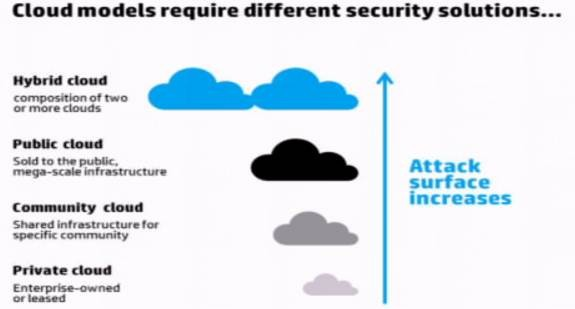 Cloud models require different security solutions...
Hybrid cloud
composition of two
or more clouds
Public cloud
Sold to the public,
mega-scale infrastructure
Attack
surface
increases
Community cloud
Shared infrastructure for
specific community
Private cloud
Enterprise-owned
or leased